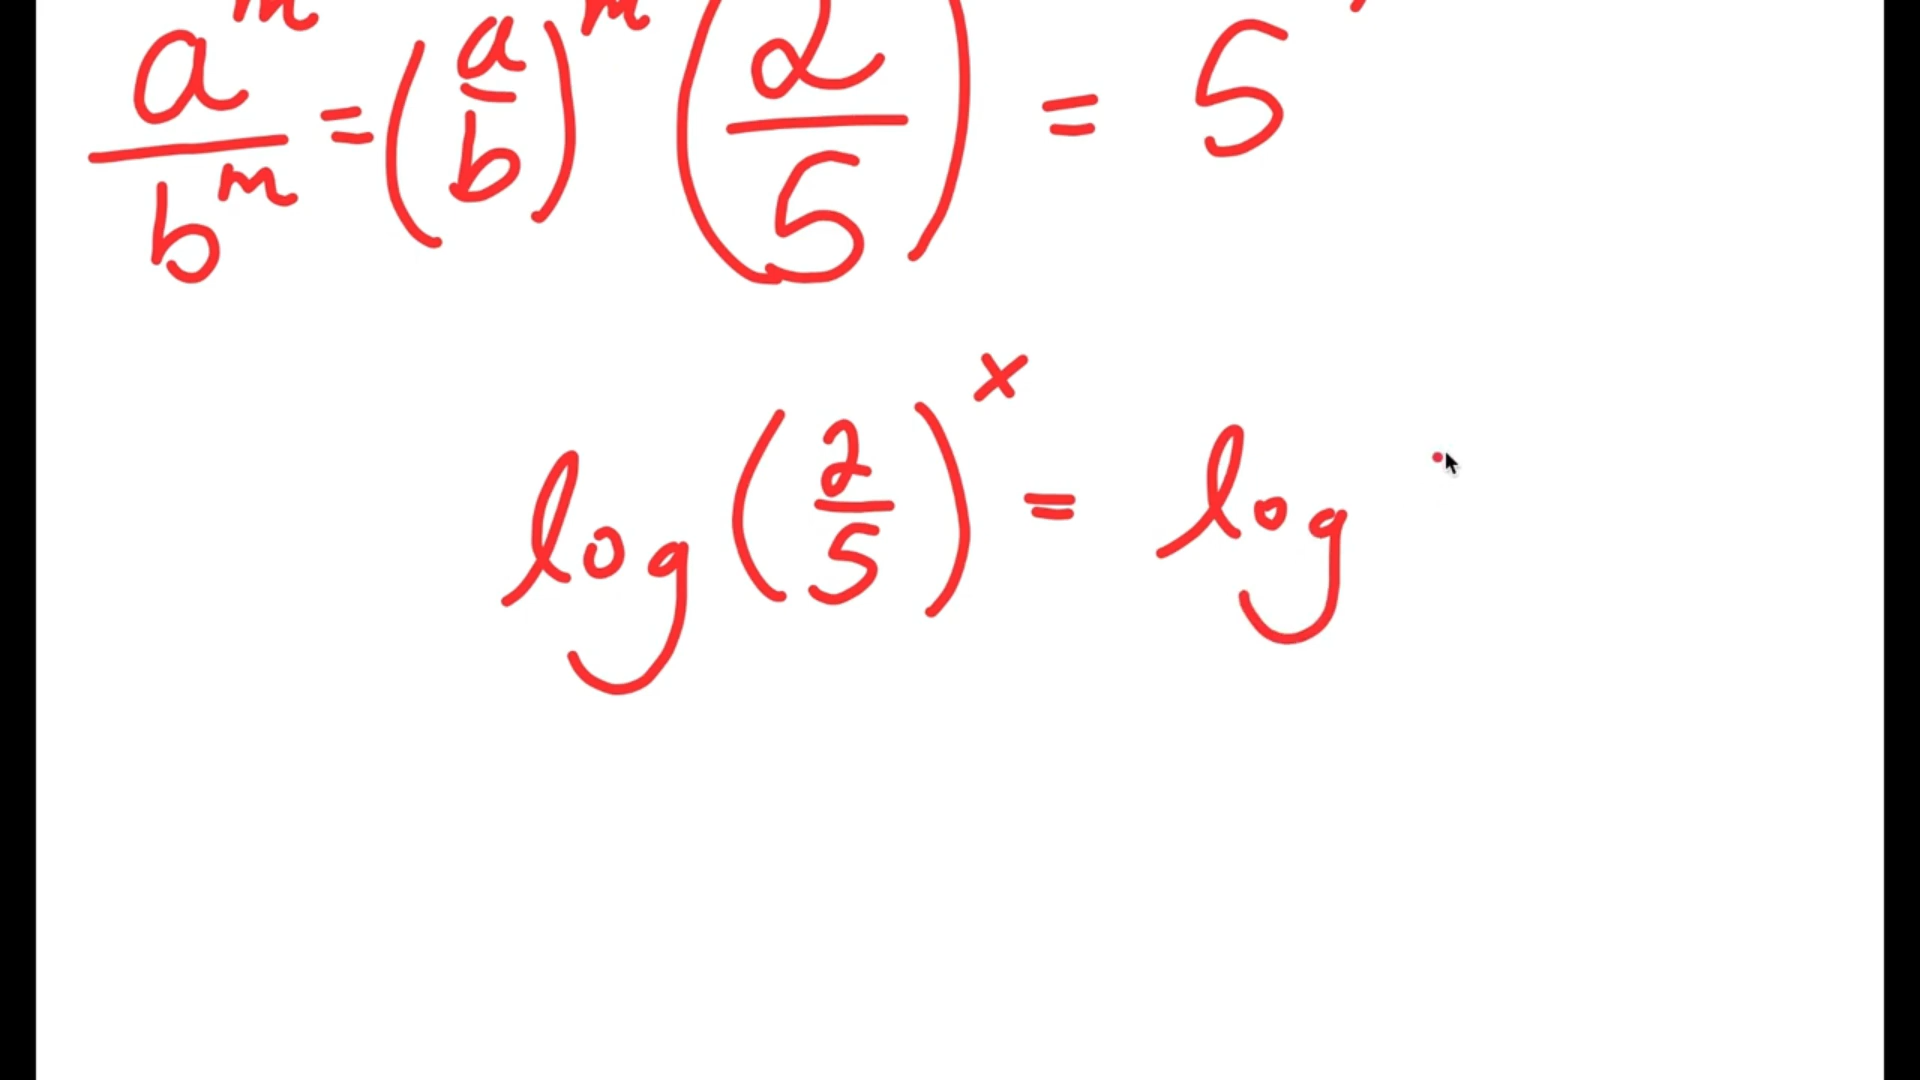 a^m/b^m = (a/b)^m (2/5) = 5
log (2/5)^x = log